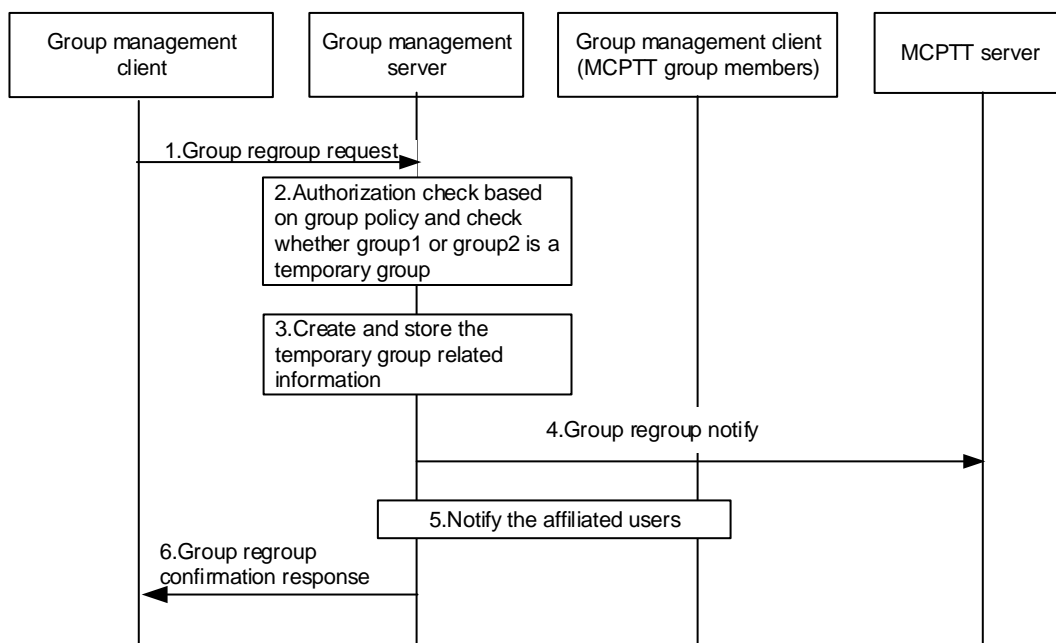 Group management
client
Group management
server
Group management client
(MCPTT group members)
MCPTT server
1.Group regroup request
2.Authorization check based
on group policy and check
whether group1 or group2 is a
temporary group
3.Create and store the
temporary group related
information
4.Group regroup notify
5.Notify the affiliated users
6.Group regroup
confirmation response